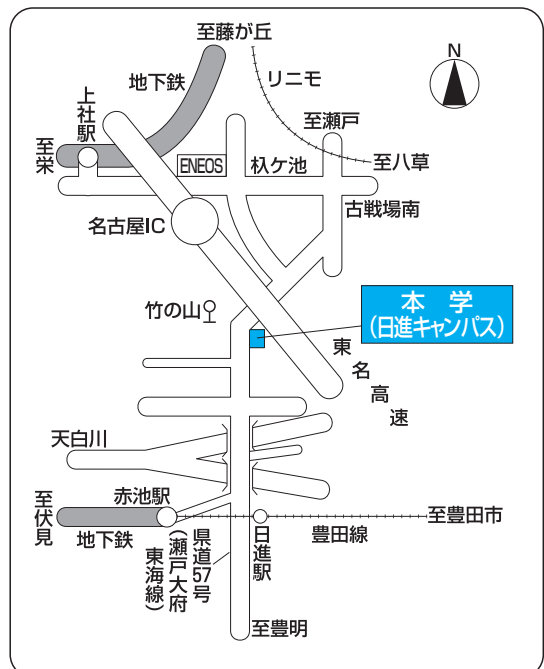 至藤が丘
N
地下鉄
リニモ
上社駅
至瀬戸
至栄
ENEOS
杁ケ池
至八草
古戦場南
名古屋IC
竹の山
本　学
(日進キャンパス)
東名高速
天白川
至伏見
赤池駅
地下鉄
至豊田市
豊田線
日進駅
県道57号
(瀬戸大府
東海線)
至豊明